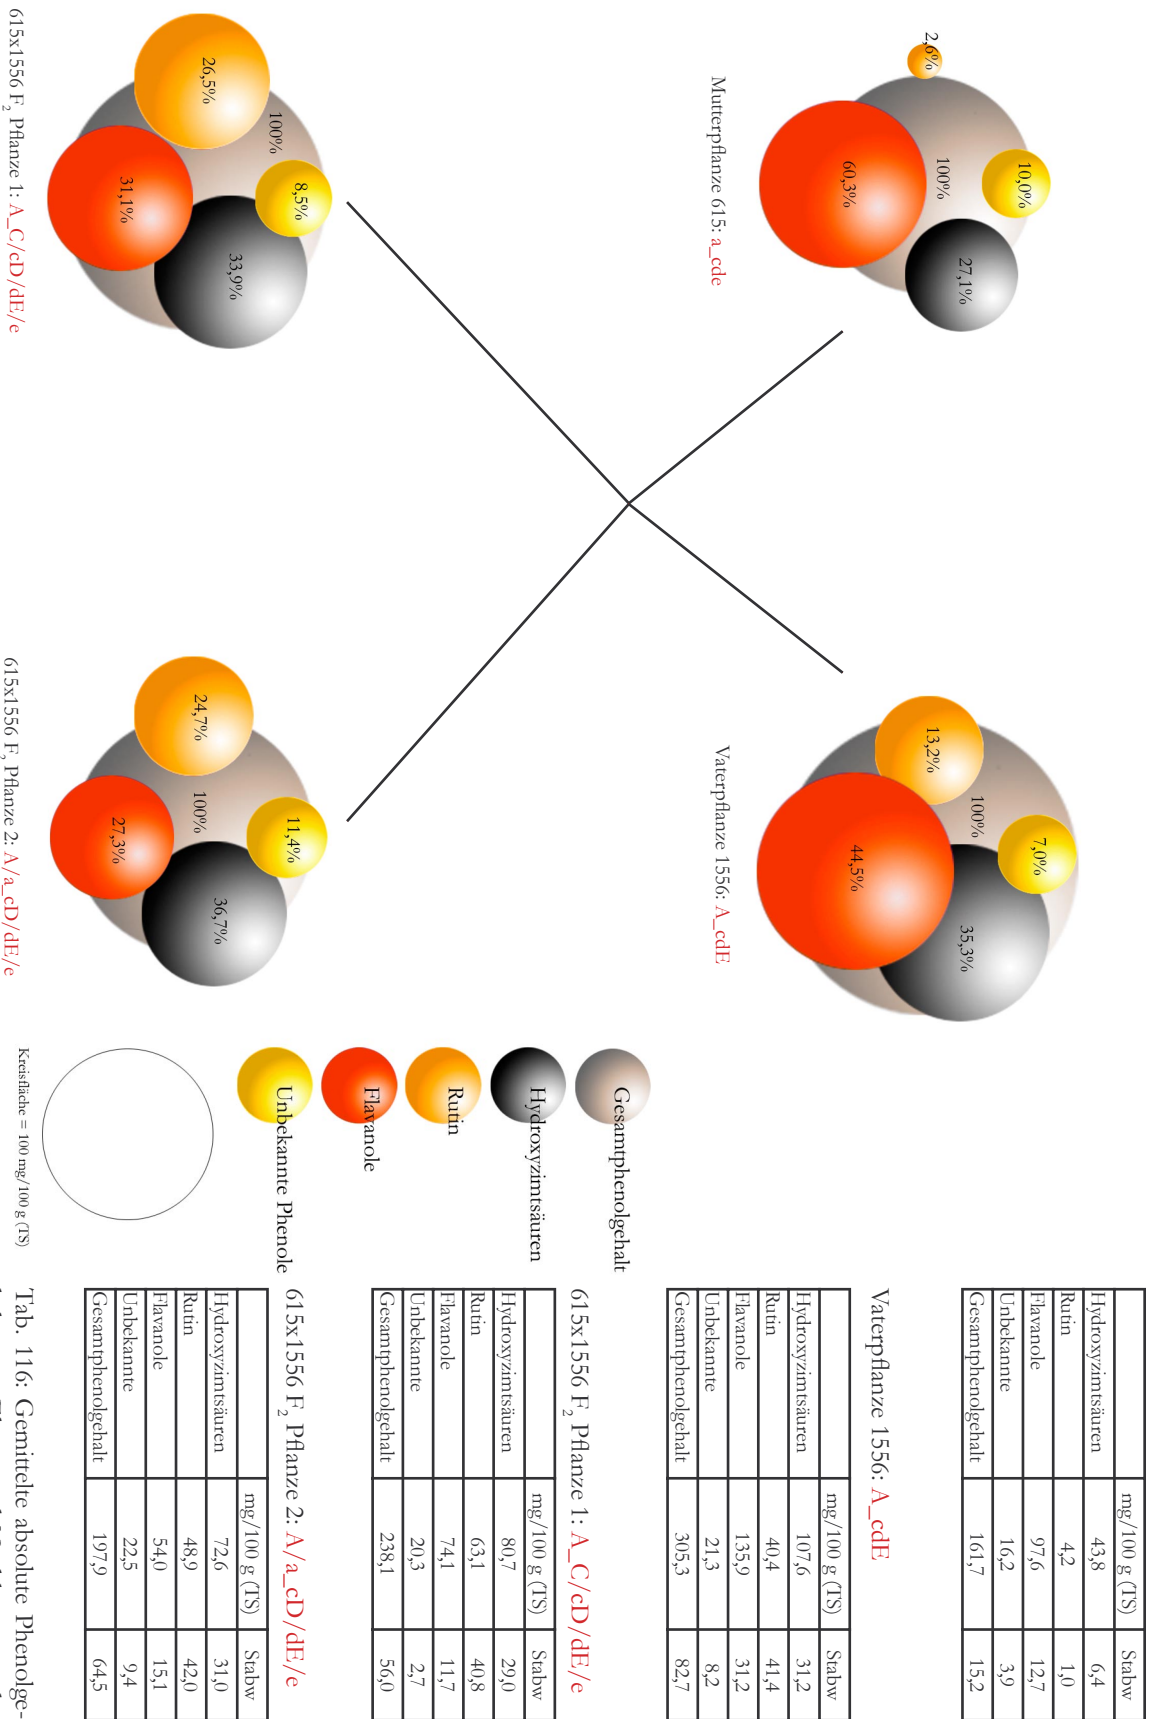 2,6%
10,0%
100%
60,3%
27,1%
Mutterpflanze 615: a_cde
13,2%
7,0%
100%
44,5%
35,3%
Vaterpflanze 1556: A_cdE
26,5%
100%
8,5%
31,1%
33,9%
615x1556 F₂ Pflanze 1: A_C/cD/dE/e
24,7%
11,4%
100%
27,3%
36,7%
615x1556 F₂ Pflanze 2: A/a_cD/dE/e
Gesamtphenolgehalt
Hydroxyzimtsäuren
Rutin
Flavanole
Unbekannte Phenole
Kreisfläche = 100 mg/100 g (TS)
mg/100 g (TS) Stabw
Hydroxyzimtsäuren 43,8 6,4
Rutin 4,2 1,0
Flavanole 97,6 12,7
Unbekannte 16,2 3,9
Gesamtphenolgehalt 161,7 15,2
Vaterpflanze 1556: A_cdE
mg/100 g (TS) Stabw
Hydroxyzimtsäuren 107,6 31,2
Rutin 40,4 41,4
Flavanole 135,9 31,2
Unbekannte 21,3 8,2
Gesamtphenolgehalt 305,3 82,7
615x1556 F₂ Pflanze 1: A_C/cD/dE/e
mg/100 g (TS) Stabw
Hydroxyzimtsäuren 80,7 29,0
Rutin 63,1 40,8
Flavanole 74,1 11,7
Unbekannte 20,3 2,7
Gesamtphenolgehalt 238,1 56,0
615x1556 F₂ Pflanze 2: A/a_cD/dE/e
mg/100 g (TS) Stabw
Hydroxyzimtsäuren 72,6 31,0
Rutin 48,9 42,0
Flavanole 54,0 15,1
Unbekannte 22,5 9,4
Gesamtphenolgehalt 197,9 64,5
Tab. 116: Gemittelte absolute Phenolge-